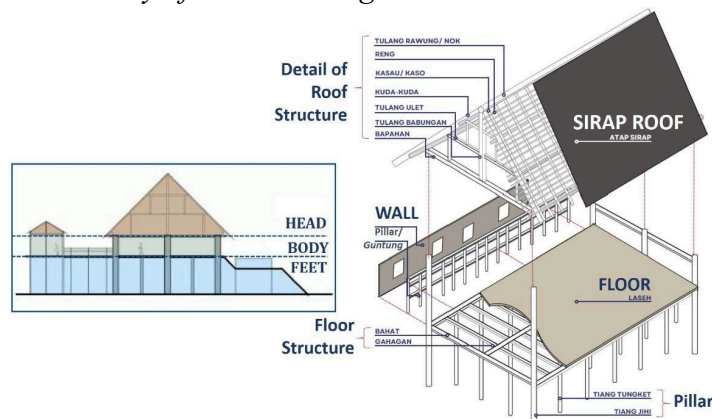 HEAD
BODY
FEET
Detail of
Roof
Structure
TULANG RAWUNG/ NOK
RENG
KASAU/ KASO
KUDA-KUDA
TULANG ULET
TULANG BABUNGAN
BAPAHAN
SIRAP ROOF
ATAP SIRAP
WALL
Pillar/
Guntung
FLOOR
LASEH
Floor
Structure
BAHAT
GAHAGAN
TIANG TUNGKET
TIANG JIHI
Pillar